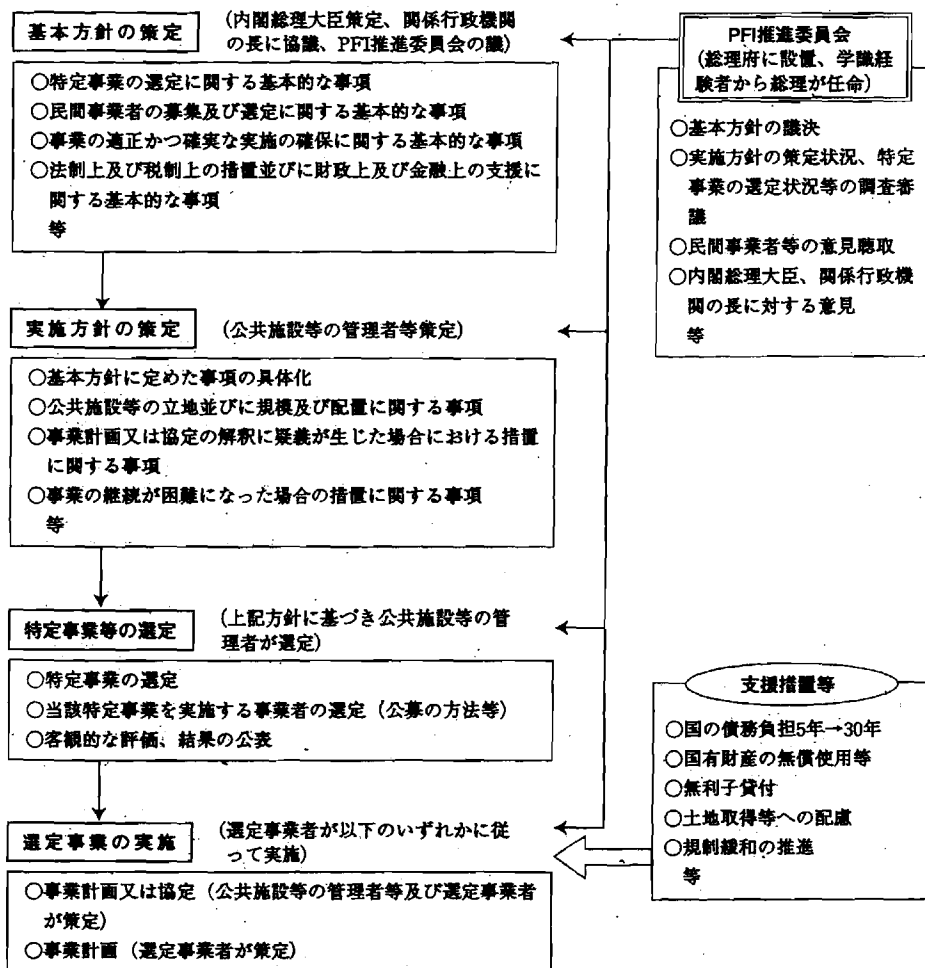 基本方針の策定
(内閣総理大臣策定、関係行政機関
の長に協議、PFI推進委員会の議)
○特定事業の選定に関する基本的な事項
○民間事業者の募集及び選定に関する基本的な事項
○事業の適正かつ確実な実施の確保に関する基本的な事項
○法制上及び税制上の措置並びに財政上及び金融上の支援に
関する基本的な事項
等
実施方針の策定
(公共施設等の管理者等策定)
○基本方針に定めた事項の具体化
○公共施設等の立地並びに規模及び配置に関する事項
○事業計画又は協定の解釈に疑義が生じた場合における措置
に関する事項
○事業の継続が困難になった場合の措置に関する事項
等
特定事業等の選定
(上記方針に基づき公共施設等の管
理者が選定)
○特定事業の選定
○当該特定事業を実施する事業者の選定(公募の方法等)
○客観的な評価、結果の公表
選定事業の実施
(選定事業者が以下のいずれかに従
って実施)
○事業計画又は協定(公共施設等の管理者等及び選定事業者
が策定)
○事業計画(選定事業者が策定)
PFI推進委員会
(総理府に設置、学識経
験者から総理が任命)
○基本方針の議決
○実施方針の策定状況、特定
事業の選定状況等の調査審
議
○民間事業者等の意見聴取
○内閣総理大臣、関係行政機
関の長に対する意見
等
支援措置等
○国の債務負担5年→30年
○国有財産の無償使用等
○無利子貸付
○土地取得等への配慮
○規制緩和の推進
等